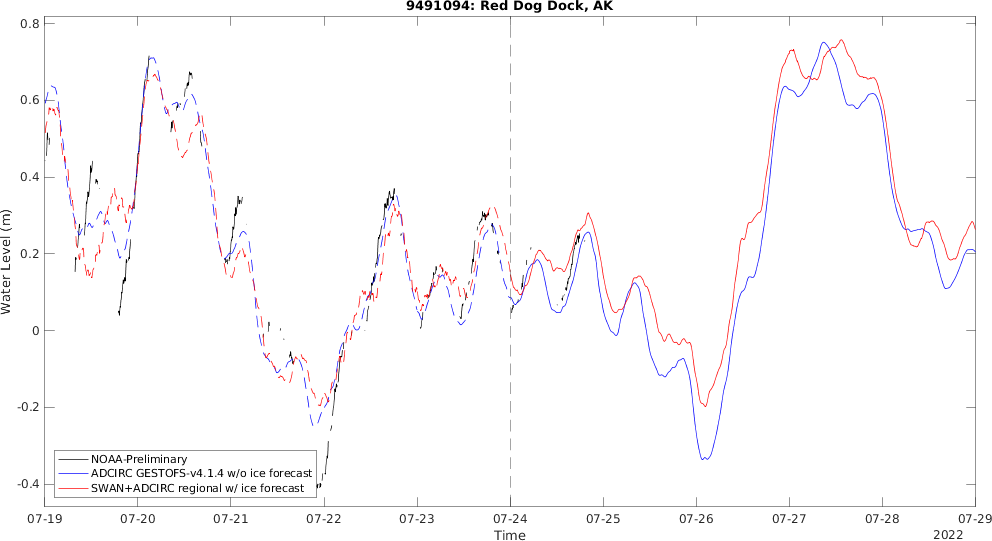 9491094: Red Dog Dock, AK
Water Level (m)
0.8
0.6
0.4
0.2
0
-0.2
-0.4
NOAA-Preliminary
ADCIRC GESTOFS-v4.1.4 w/o ice forecast
SWAN+ADCIRC regional w/ ice forecast
07-19 07-20 07-21 07-22 07-23 07-24 07-25 07-26 07-27 07-28 07-29
Time
2022